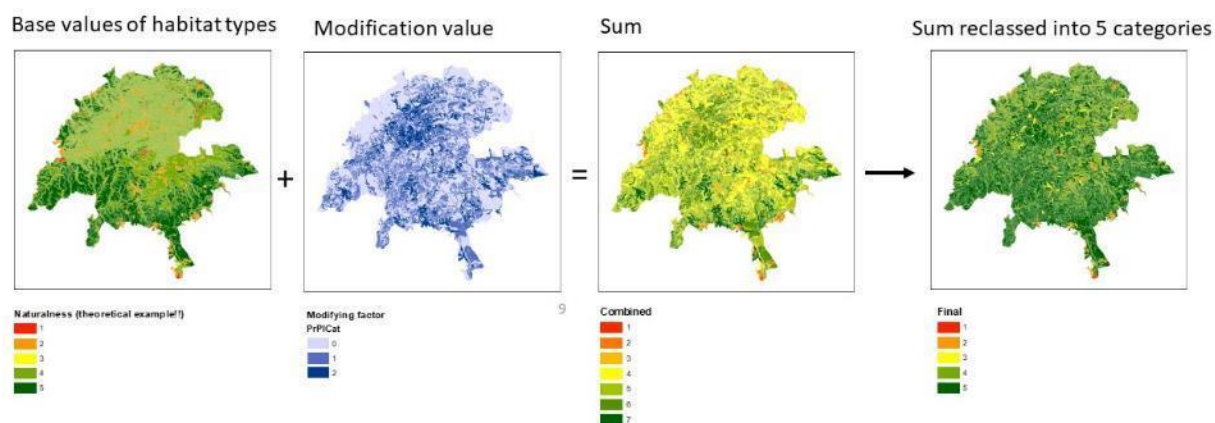 Base values of habitat types
Modification value
Sum
Sum reclassed into 5 categories
+
=
Naturalness (theoretical example!!)
1
2
3
4
5
Modifying factor
PrPlCat
0
1
2
9
Combined
1
2
3
4
5
6
7
Final
1
2
3
4
5